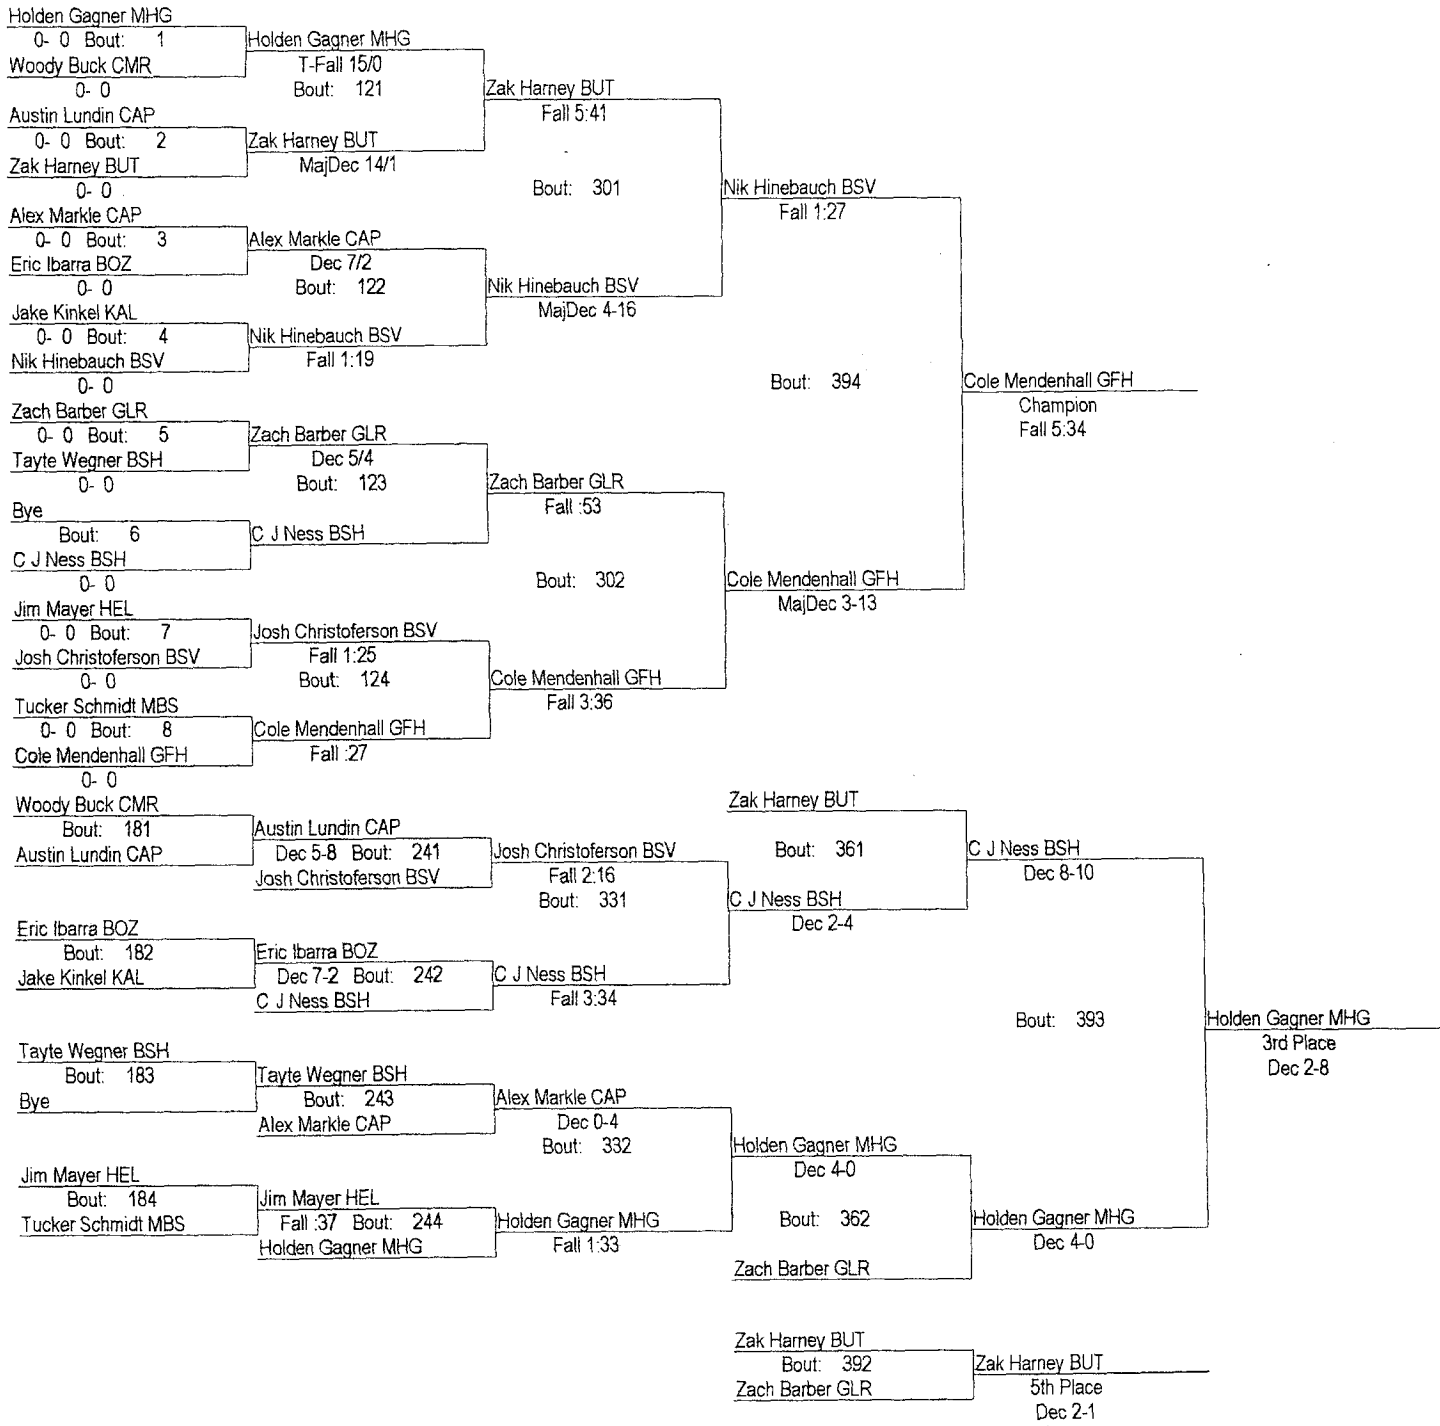 Holden Gagner MHG
0- 0 Bout: 1
Woody Buck CMR
0- 0
Austin Lundin CAP
0- 0 Bout: 2
Zak Harney BUT
0- 0
Alex Markle CAP
0- 0 Bout: 3
Eric Ibarra BOZ
0- 0
Jake Kinkel KAL
0- 0 Bout: 4
Nik Hinebauch BSV
0- 0
Zach Barber GLR
0- 0 Bout: 5
Tayte Wegner BSH
0- 0
Bye
Bout: 6
C J Ness BSH
0- 0
Jim Mayer HEL
0- 0 Bout: 7
Josh Christoferson BSV
0- 0
Tucker Schmidt MBS
0- 0 Bout: 8
Cole Mendenhall GFH
0- 0
Holden Gagner MHG
T-Fall 15/0
Bout: 121
Zak Harney BUT
MajDec 14/1
Alex Markle CAP
Dec 7/2
Bout: 122
Nik Hinebauch BSV
Fall 1:19
Zach Barber GLR
Dec 5/4
Bout: 123
C J Ness BSH
Josh Christoferson BSV
Fall 1:25
Bout: 124
Cole Mendenhall GFH
Fall :27
Zak Harney BUT
Fall 5:41
Bout: 301
Nik Hinebauch BSV
MajDec 4-16
Zach Barber GLR
Fall :53
Bout: 302
Cole Mendenhall GFH
Fall 3:36
Nik Hinebauch BSV
Fall 1:27
Bout: 394
Cole Mendenhall GFH
MajDec 3-13
Cole Mendenhall GFH
Champion
Fall 5:34
Woody Buck CMR
Bout: 181
Austin Lundin CAP
Eric Ibarra BOZ
Bout: 182
Jake Kinkel KAL
Tayte Wegner BSH
Bout: 183
Bye
Jim Mayer HEL
Bout: 184
Tucker Schmidt MBS
Austin Lundin CAP
Dec 5-8 Bout: 241
Josh Christoferson BSV
Eric Ibarra BOZ
Dec 7-2 Bout: 242
C J Ness BSH
Tayte Wegner BSH
Bout: 243
Alex Markle CAP
Jim Mayer HEL
Fall :37 Bout: 244
Holden Gagner MHG
Josh Christoferson BSV
Fall 2:16
Bout: 331
C J Ness BSH
Fall 3:34
Alex Markle CAP
Dec 0-4
Bout: 332
Holden Gagner MHG
Fall 1:33
Zak Harney BUT
Bout: 361
C J Ness BSH
Dec 2-4
Holden Gagner MHG
Dec 4-0
Bout: 362
Zach Barber GLR
C J Ness BSH
Dec 8-10
Bout: 393
Holden Gagner MHG
Dec 4-0
Holden Gagner MHG
3rd Place
Dec 2-8
Zak Harney BUT
Bout: 392
Zach Barber GLR
Zak Harney BUT
5th Place
Dec 2-1